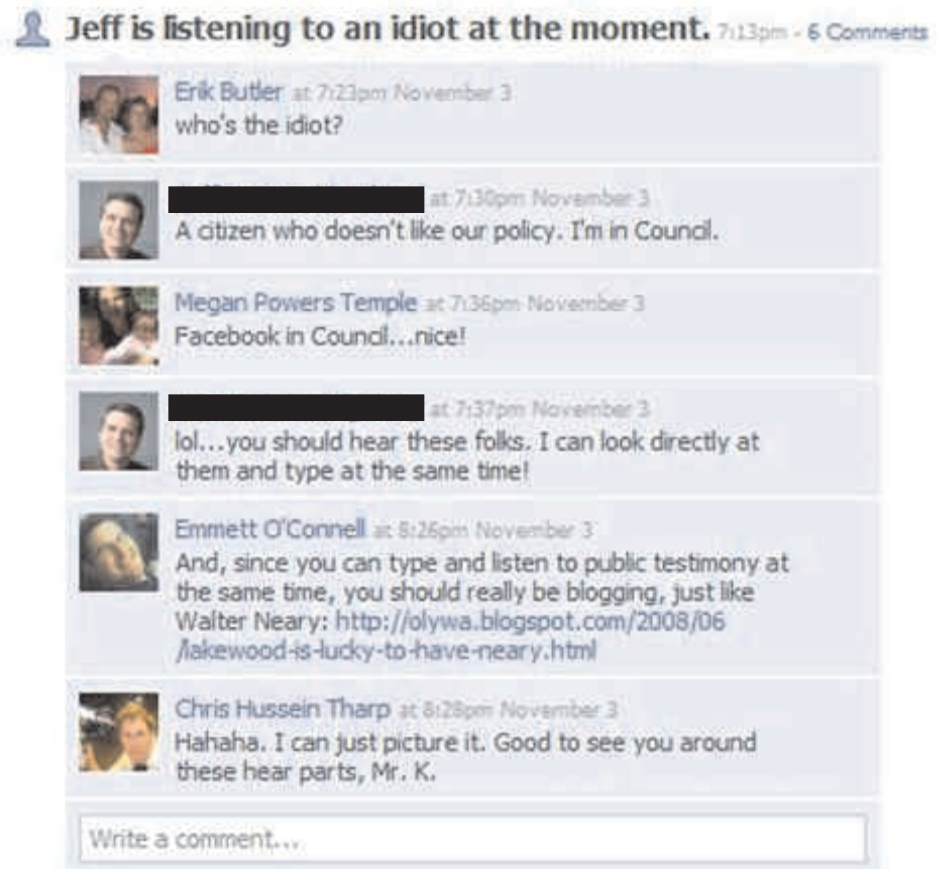 Jeff is listening to an idiot at the moment. 7:13pm - 6 Comments
Erik Butler at 7:23pm November 3
who's the idiot?
at 7:30pm November 3
A citizen who doesn't like our policy. I'm in Council.
Megan Powers Temple at 7:36pm November 3
Facebook in Council...nice!
at 7:37pm November 3
lol...you should hear these folks. I can look directly at
them and type at the same time!
Emmett O'Connell at 8:26pm November 3
And, since you can type and listen to public testimony at
the same time, you should really be blogging, just like
Walter Neary: http://olywa.blogspot.com/2008/06
/lakewood-is-lucky-to-have-neary.html
Chris Hussein Tharp at 8:28pm November 3
Hahaha. I can just picture it. Good to see you around
these hear parts, Mr. K.
Write a comment...